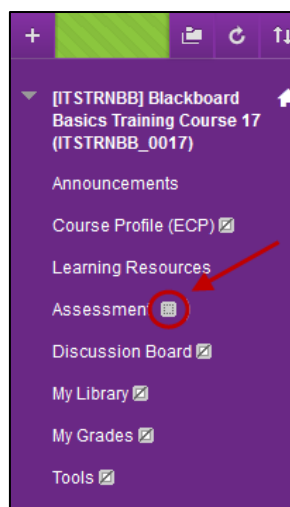 [ITSTRNBB] Blackboard
Basics Training Course 17
(ITSTRNBB_0017)
Announcements
Course Profile (ECP)
Learning Resources
Assessment
Discussion Board
My Library
My Grades
Tools